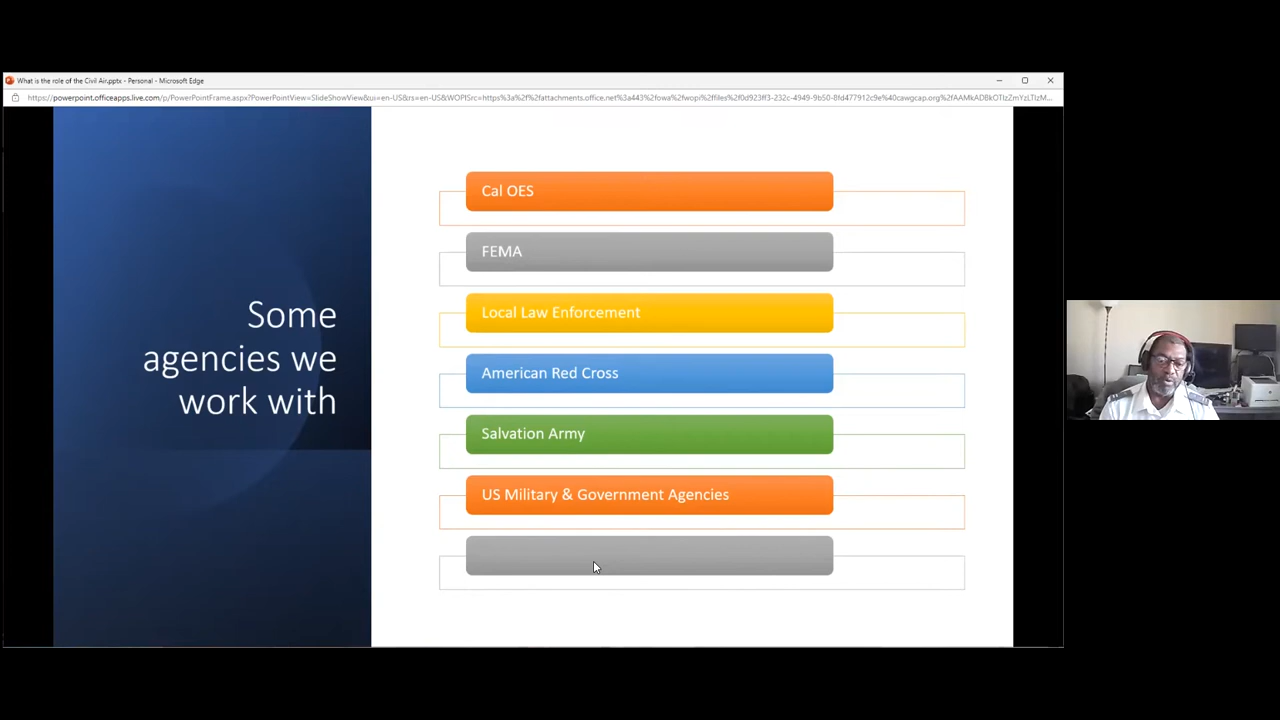 What is the role of the Civil Air.pptx - Personal - Microsoft Edge
Some
agencies we
work with
Cal OES
FEMA
Local Law Enforcement
American Red Cross
Salvation Army
US Military & Government Agencies